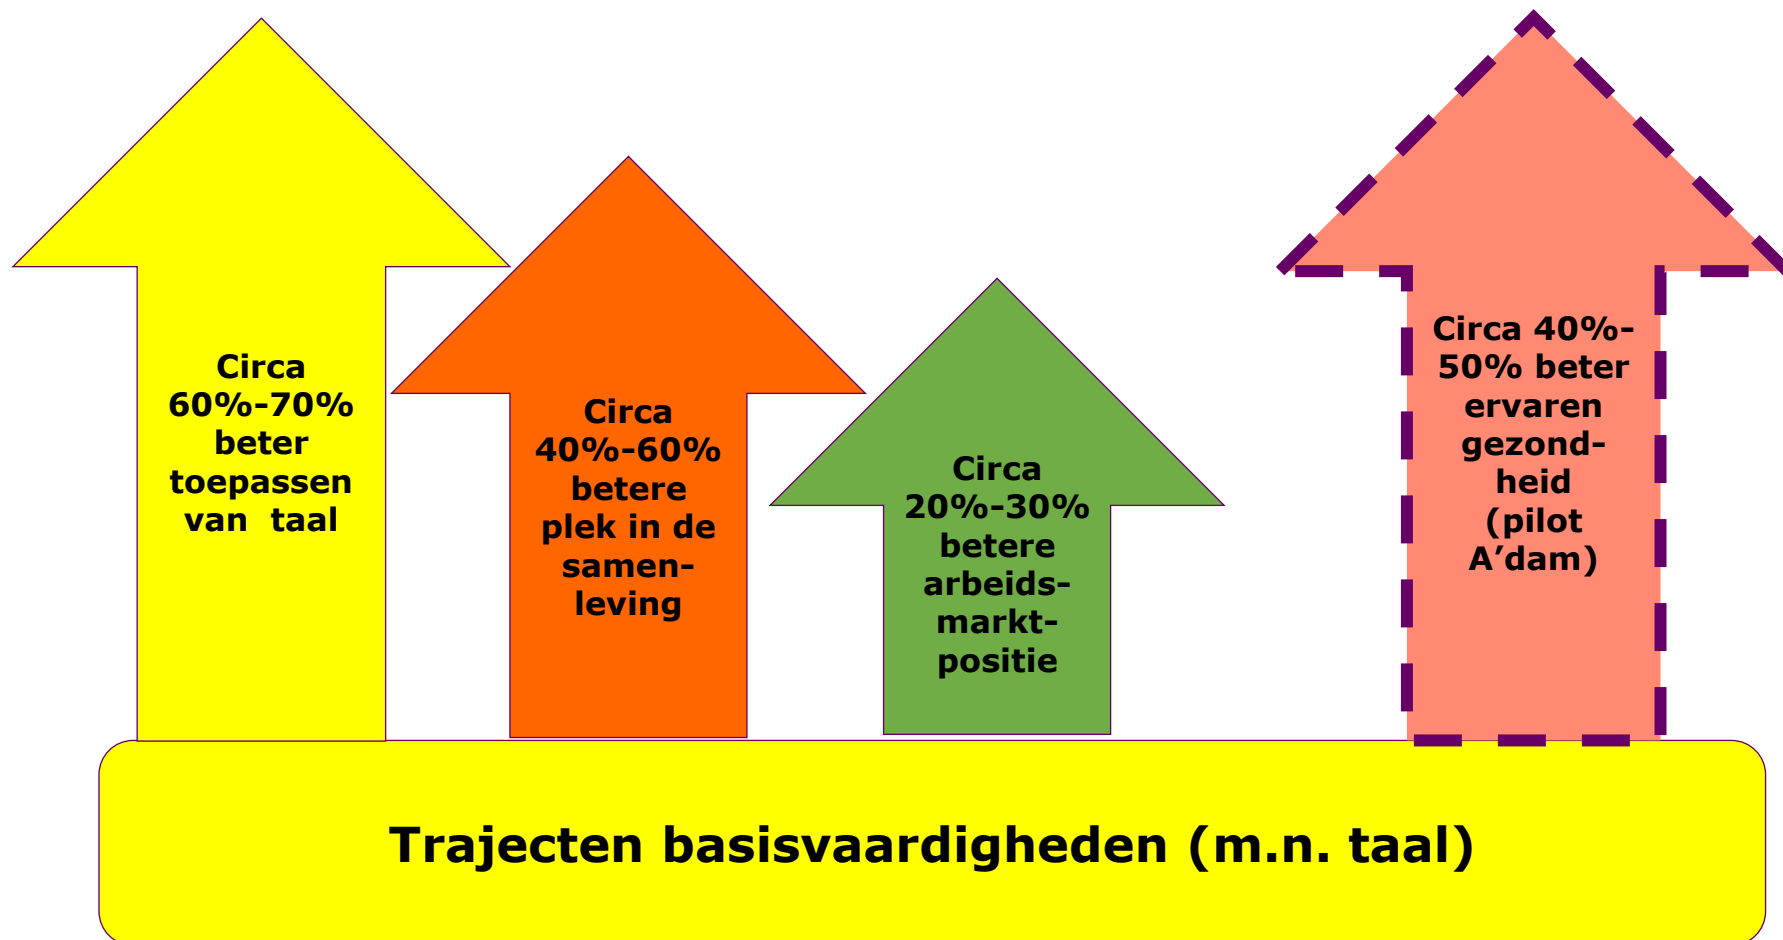 Circa
60%-70%
beter
toepassen
van taal
Circa
40%-60%
betere
plek in de
samen-
leving
Circa
20%-30%
betere
arbeids-
markt-
positie
Circa 40%-
50% beter
ervaren
gezond-
heid
(pilot
A’dam)
Trajecten basisvaardigheden (m.n. taal)